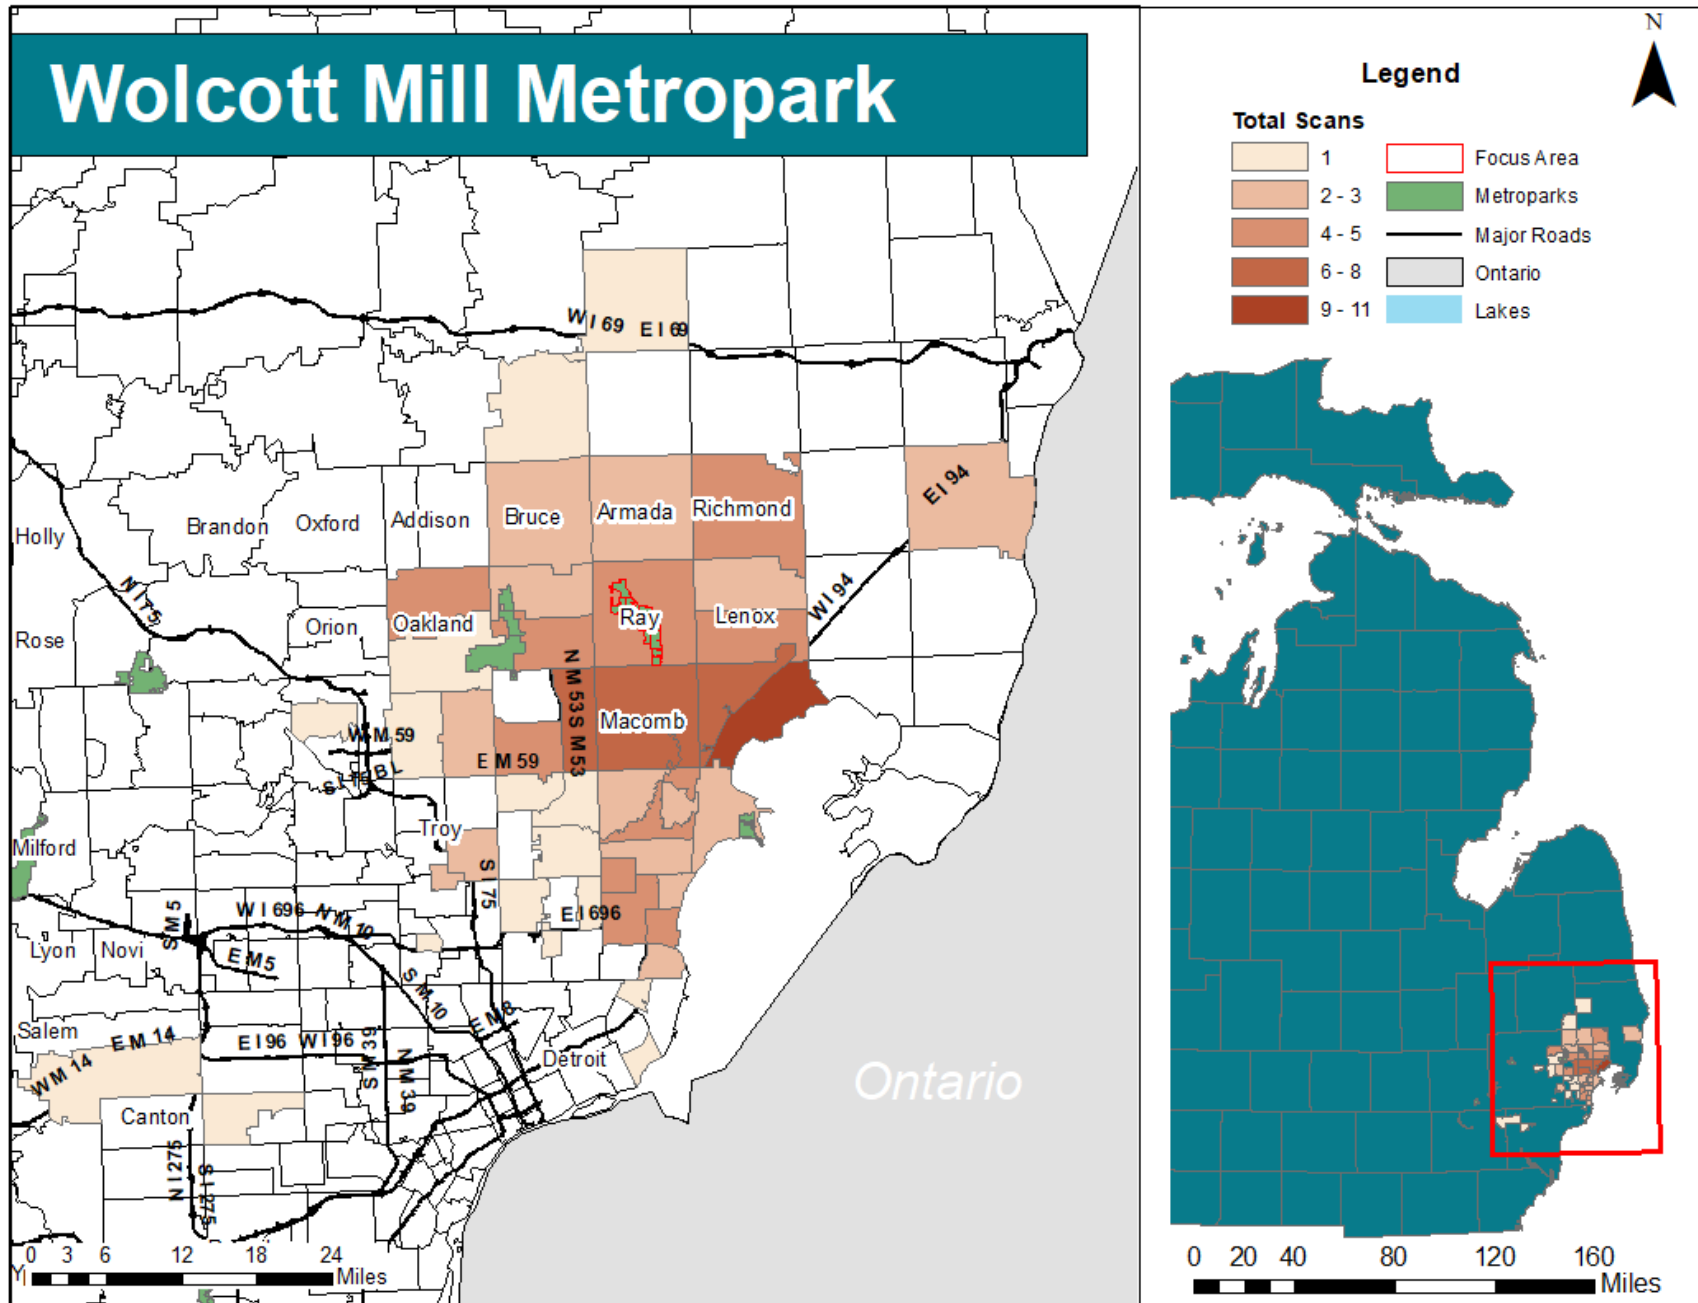 Wolcott Mill Metropark
N
Legend
Total Scans
1
2 - 3
4 - 5
6 - 8
9 - 11
Focus Area
Metroparks
Major Roads
Ontario
Lakes
W I 69
E I 69
E I 94
Holly
Brandon
Oxford
Addison
Bruce
Armada
Richmond
N I 75
W I 94
Rose
Orion
Oakland
Ray
Lenox
N M 53
S M 53
Macomb
W M 59
E M 59
S I 75 BL
Troy
Milford
S I 75
S M 5
W I 696
N M 10
E I 696
Lyon
Novi
E M 5
S M 10
Salem
E M 14
W M 14
E I 96
W I 96
S M 39
N M 39
E M 8
Detroit
Ontario
Canton
N I 275
S I 275
0 3 6 12 18 24
Miles
0 20 40 80 120 160
Miles